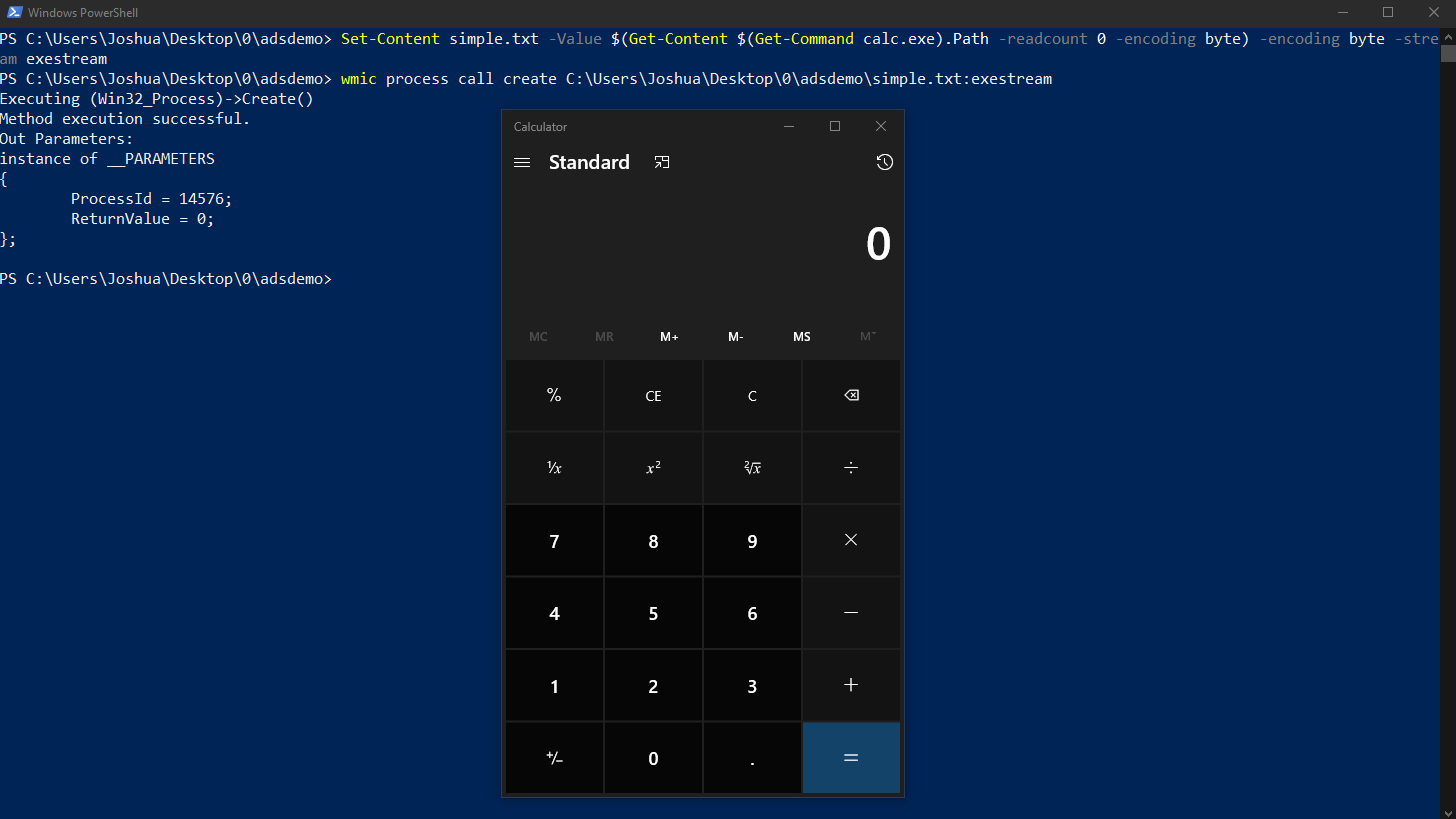 Windows PowerShell
PS C:\Users\Joshua\Desktop\0\adsdemo> Set-Content simple.txt -Value $(Get-Content $(Get-Command calc.exe).Path -readcount 0 -encoding byte) -encoding byte -stre
am exestream
PS C:\Users\Joshua\Desktop\0\adsdemo> wmic process call create C:\Users\Joshua\Desktop\0\adsdemo\simple.txt:exestream
Executing (Win32_Process)->Create()
Method execution successful.
Out Parameters:
instance of __PARAMETERS
{
        ProcessId = 14576;
        ReturnValue = 0;
};
PS C:\Users\Joshua\Desktop\0\adsdemo>
Calculator
Standard
0
MC MR M+ M- MS M˅
% CE C
⅟x x² ²√x ÷
7 8 9 ×
4 5 6 −
1 2 3 +
+/− 0 . =